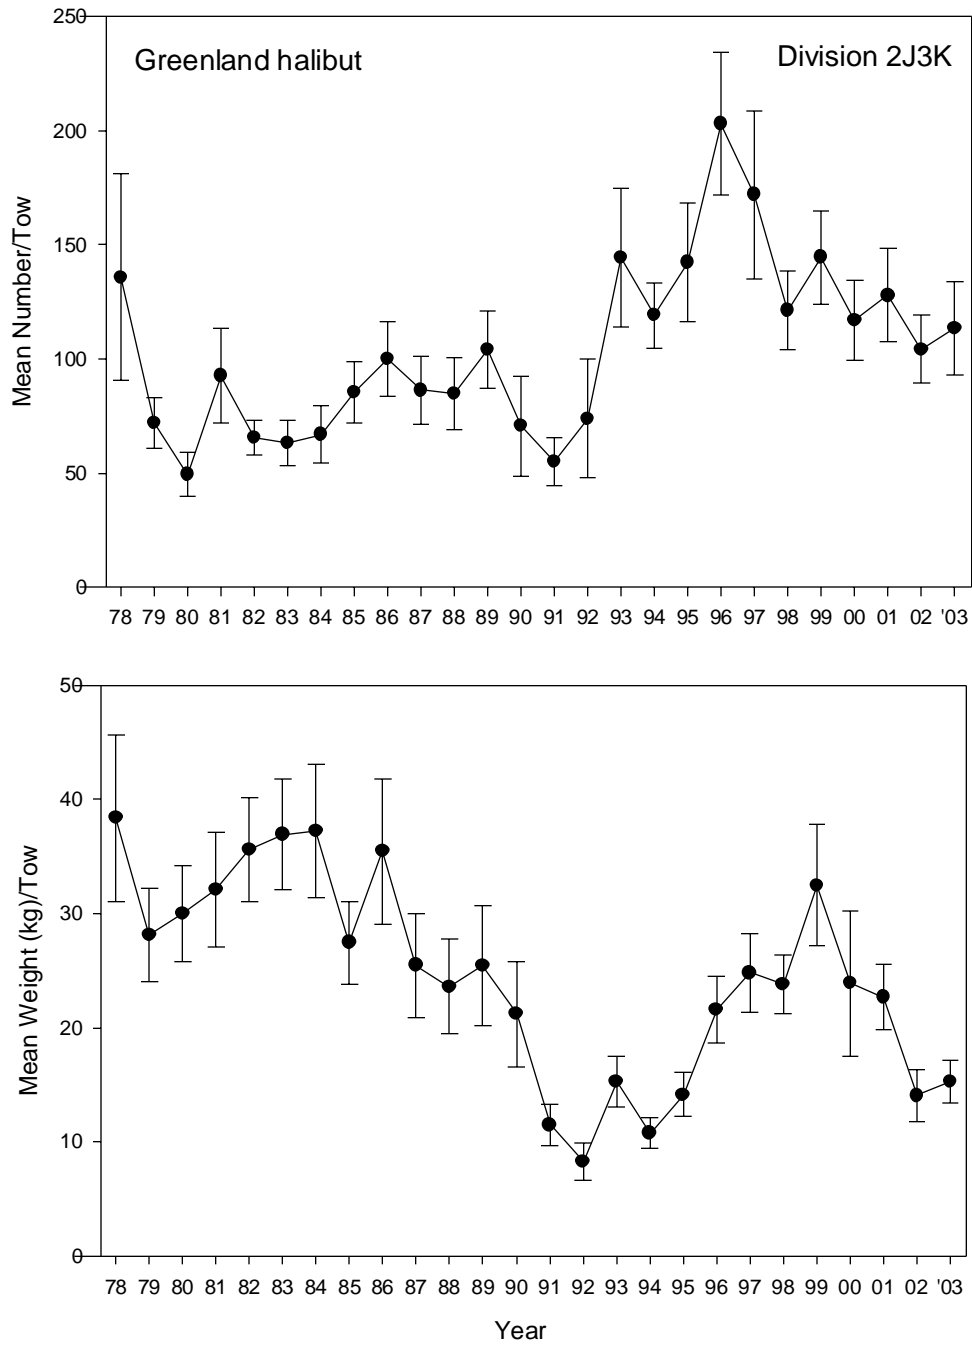 Greenland halibut
Division 2J3K
Mean Number/Tow
250
200
150
100
50
0
78 79 80 81 82 83 84 85 86 87 88 89 90 91 92 93 94 95 96 97 98 99 00 01 02 '03
Mean Weight (kg)/Tow
50
40
30
20
10
0
78 79 80 81 82 83 84 85 86 87 88 89 90 91 92 93 94 95 96 97 98 99 00 01 02 '03
Year